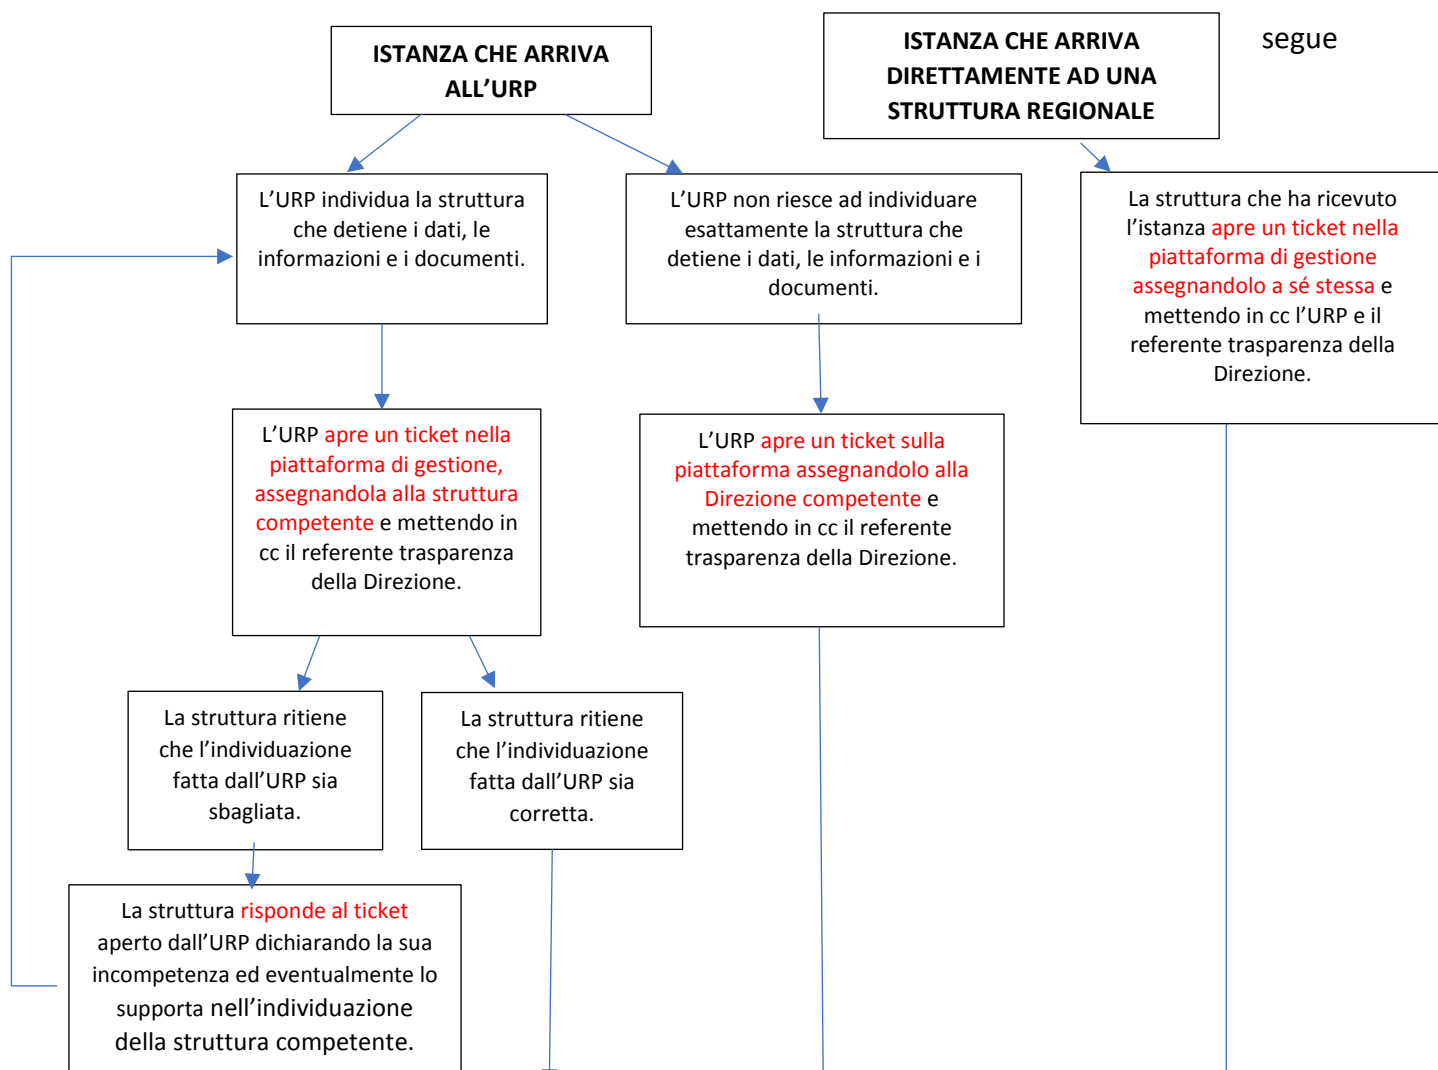 ISTANZA CHE ARRIVA
ALL’URP
ISTANZA CHE ARRIVA
DIRETTAMENTE AD UNA
STRUTTURA REGIONALE
segue
L’URP individua la struttura
che detiene i dati, le
informazioni e i documenti.
L’URP non riesce ad individuare
esattamente la struttura che
detiene i dati, le informazioni e i
documenti.
La struttura che ha ricevuto
l’istanza apre un ticket nella
piattaforma di gestione
assegnandolo a sé stessa e
mettendo in cc l’URP e il
referente trasparenza della
Direzione.
L’URP apre un ticket nella
piattaforma di gestione,
assegnandola alla struttura
competente e mettendo in
cc il referente trasparenza
della Direzione.
L’URP apre un ticket sulla
piattaforma assegnandolo alla
Direzione competente e
mettendo in cc il referente
trasparenza della Direzione.
La struttura ritiene
che l’individuazione
fatta dall’URP sia
sbagliata.
La struttura ritiene
che l’individuazione
fatta dall’URP sia
corretta.
La struttura risponde al ticket
aperto dall’URP dichiarando la sua
incompetenza ed eventualmente lo
supporta nell’individuazione
della struttura competente.